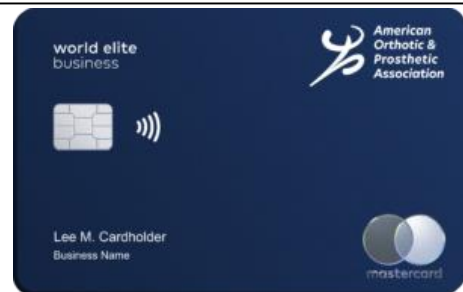 world elite
business
American
Orthotic &
Prosthetic
Association
Lee M. Cardholder
Business Name
mastercard